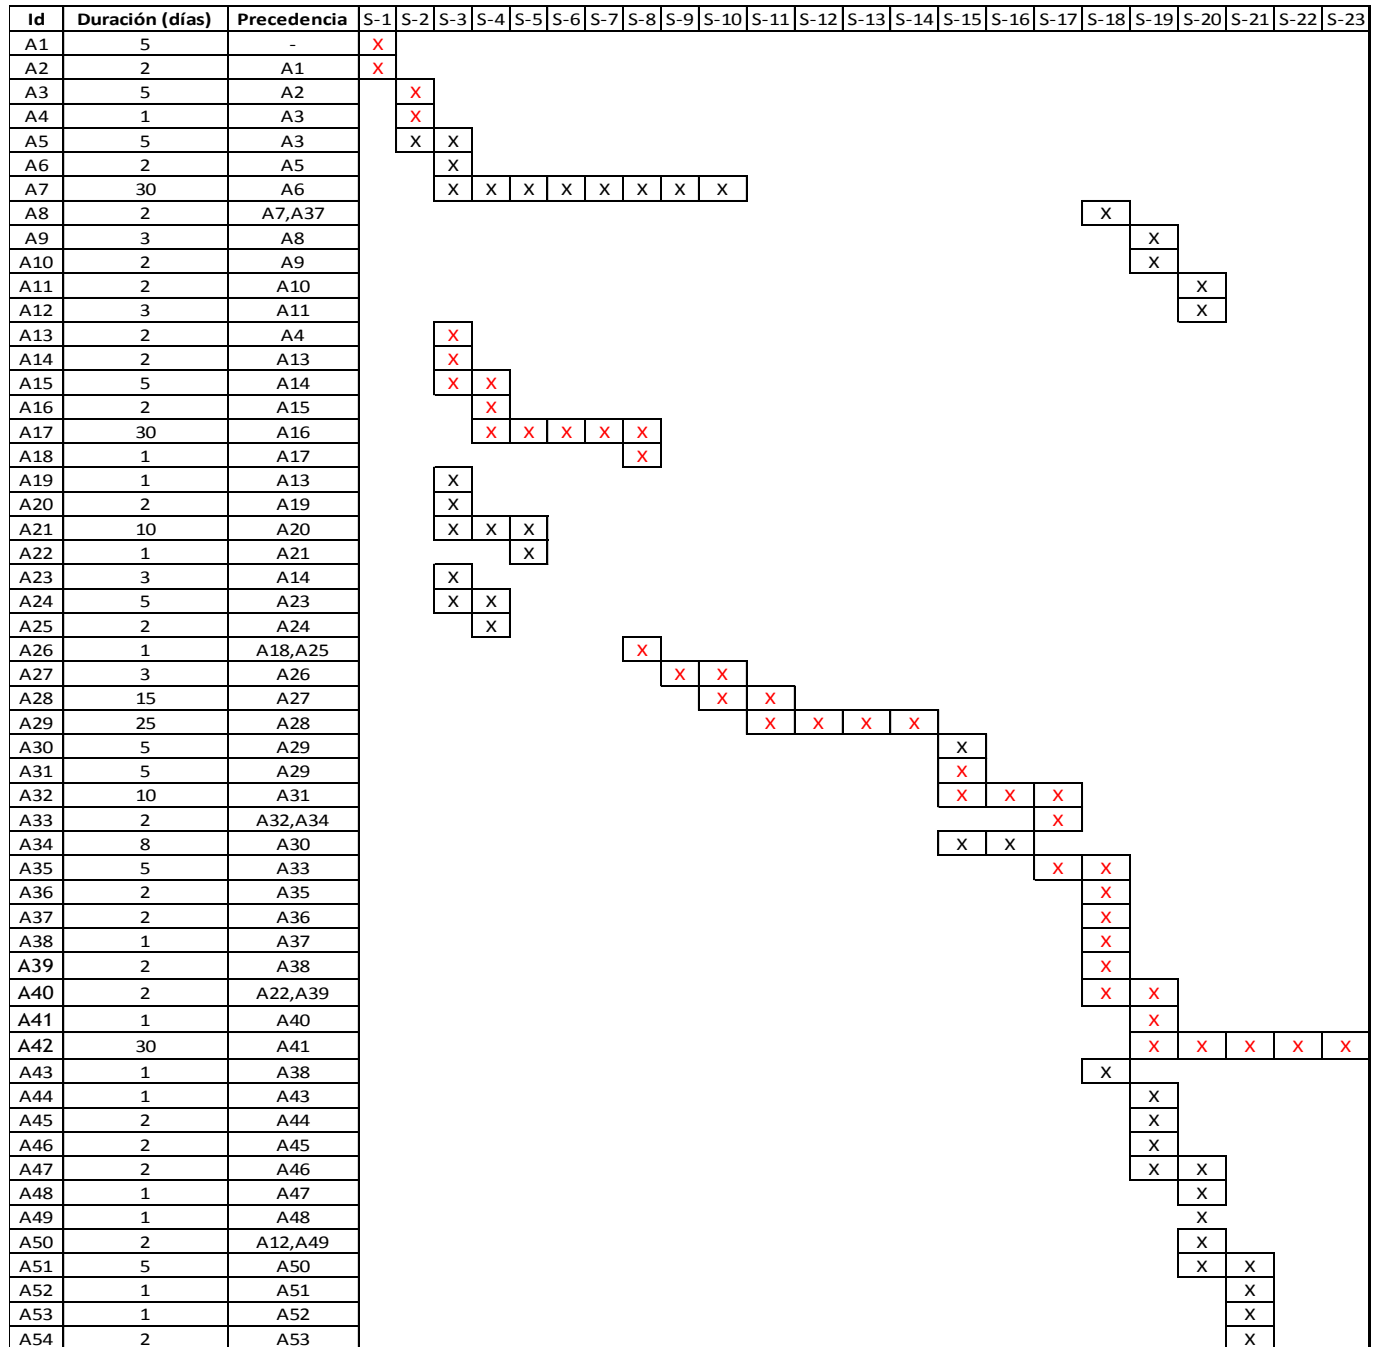 Id Duración (días) Precedencia S-1 S-2 S-3 S-4 S-5 S-6 S-7 S-8 S-9 S-10 S-11 S-12 S-13 S-14 S-15 S-16 S-17 S-18 S-19 S-20 S-21 S-22 S-23
A1 5 - X
A2 2 A1 X
A3 5 A2 X
A4 1 A3 X
A5 5 A3 X X
A6 2 A5 X
A7 30 A6 X X X X X X X X
A8 2 A7,A37 X
A9 3 A8 X
A10 2 A9 X
A11 2 A10 X
A12 3 A11 X
A13 2 A4 X
A14 2 A13 X
A15 5 A14 X X
A16 2 A15 X
A17 30 A16 X X X X X
A18 1 A17 X
A19 1 A13 X
A20 2 A19 X
A21 10 A20 X X X
A22 1 A21 X
A23 3 A14 X
A24 5 A23 X X
A25 2 A24 X
A26 1 A18,A25 X
A27 3 A26 X X
A28 15 A27 X X
A29 25 A28 X X X X
A30 5 A29 X
A31 5 A29 X
A32 10 A31 X X X
A33 2 A32,A34 X
A34 8 A30 X X
A35 5 A33 X X
A36 2 A35 X
A37 2 A36 X
A38 1 A37 X
A39 2 A38 X
A40 2 A22,A39 X X
A41 1 A40 X
A42 30 A41 X X X X X
A43 1 A38 X
A44 1 A43 X
A45 2 A44 X
A46 2 A45 X
A47 2 A46 X X
A48 1 A47 X
A49 1 A48 X
A50 2 A12,A49 X
A51 5 A50 X X
A52 1 A51 X
A53 1 A52 X
A54 2 A53 X